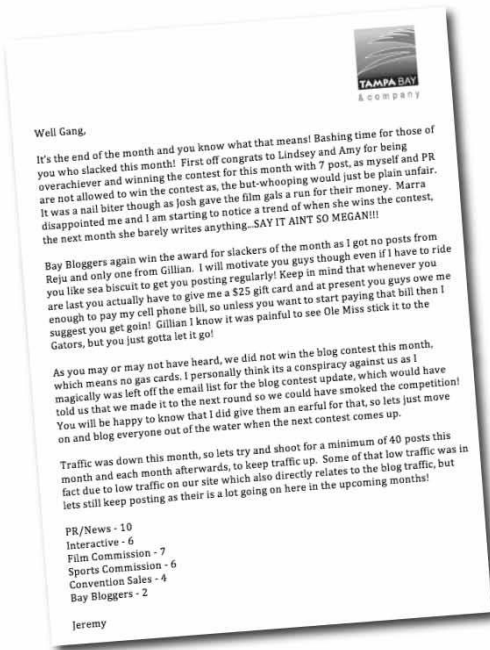 TAMPA BAY
& company
Well Gang,
It's the end of the month and you know what that means! Bashing time for those of
you who slacked this month!  First off congrats to Lindsey and Amy for being
overachiever and winning the contest for this month with 7 post, as myself and PR
are not allowed to win the contest as, the but-whooping would just be plain unfair.
It was a nail biter though as Josh gave the film gals a run for their money.  Marra
disappointed me and I am starting to notice a trend of when she wins the contest,
the next month she barely writes anything...SAY IT AINT SO MEGAN!!!
Bay Bloggers again win the award for slackers of the month as I got no posts from
Reju and only one from Gillian.  I will motivate you guys though even if I have to ride
you like sea biscuit to get you posting regularly! Keep in mind that whenever you
are last you actually have to give me a $25 gift card and at present you guys owe me
enough to pay my cell phone bill, so unless you want to start paying that bill then I
suggest you get goin!  Gillian I know it was painful to see Ole Miss stick it to the
Gators, but you just gotta let it go!
As you may or may not have heard, we did not win the blog contest this month,
which means no gas cards. I personally think its a conspiracy against us as I
magically was left off the email list for the blog contest update, which would have
told us that we made it to the next round so we could have smoked the competition!
You will be happy to know that I did give them an earful for that, so lets just move
on and blog everyone out of the water when the next contest comes up.
Traffic was down this month, so lets try and shoot for a minimum of 40 posts this
month and each month afterwards, to keep traffic up.  Some of that low traffic was in
fact due to low traffic on our site which also directly relates to the blog traffic, but
lets still keep posting as their is a lot going on here in the upcoming months!
PR/News - 10
Interactive - 6
Film Commission - 7
Sports Commission - 6
Convention Sales - 4
Bay Bloggers - 2
Jeremy